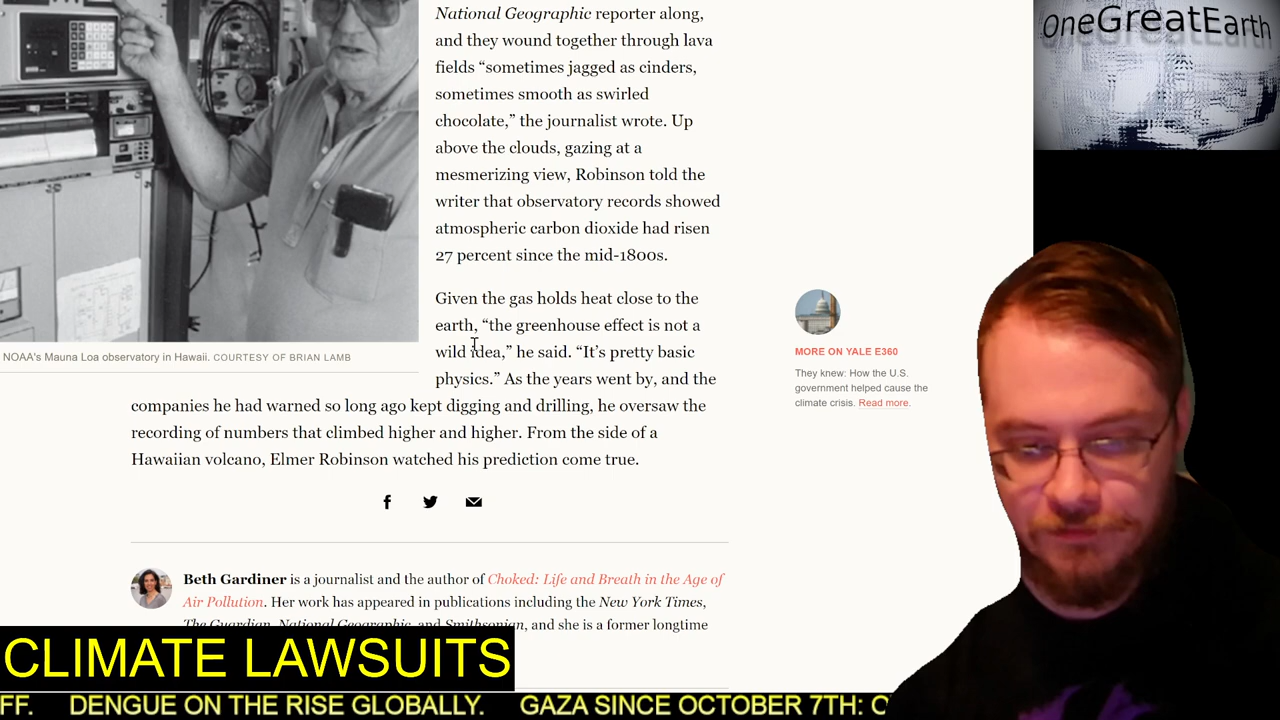 National Geographic reporter along,
and they wound together through lava
fields “sometimes jagged as cinders,
sometimes smooth as swirled
chocolate,” the journalist wrote. Up
above the clouds, gazing at a
mesmerizing view, Robinson told the
writer that observatory records showed
atmospheric carbon dioxide had risen
27 percent since the mid-1800s.
Given the gas holds heat close to the
earth, “the greenhouse effect is not a
wild idea,” he said. “It’s pretty basic
physics.” As the years went by, and the
companies he had warned so long ago kept digging and drilling, he oversaw the
recording of numbers that climbed higher and higher. From the side of a
Hawaiian volcano, Elmer Robinson watched his prediction come true.
NOAA's Mauna Loa observatory in Hawaii. COURTESY OF BRIAN LAMB
MORE ON YALE E360
They knew: How the U.S.
government helped cause the
climate crisis. Read more.
Beth Gardiner is a journalist and the author of Choked: Life and Breath in the Age of
Air Pollution. Her work has appeared in publications including the New York Times,
The Guardian, National Geographic, and Smithsonian, and she is a former longtime
OneGreatEarth
CLIMATE LAWSUITS
FF. DENGUE ON THE RISE GLOBALLY. GAZA SINCE OCTOBER 7TH: